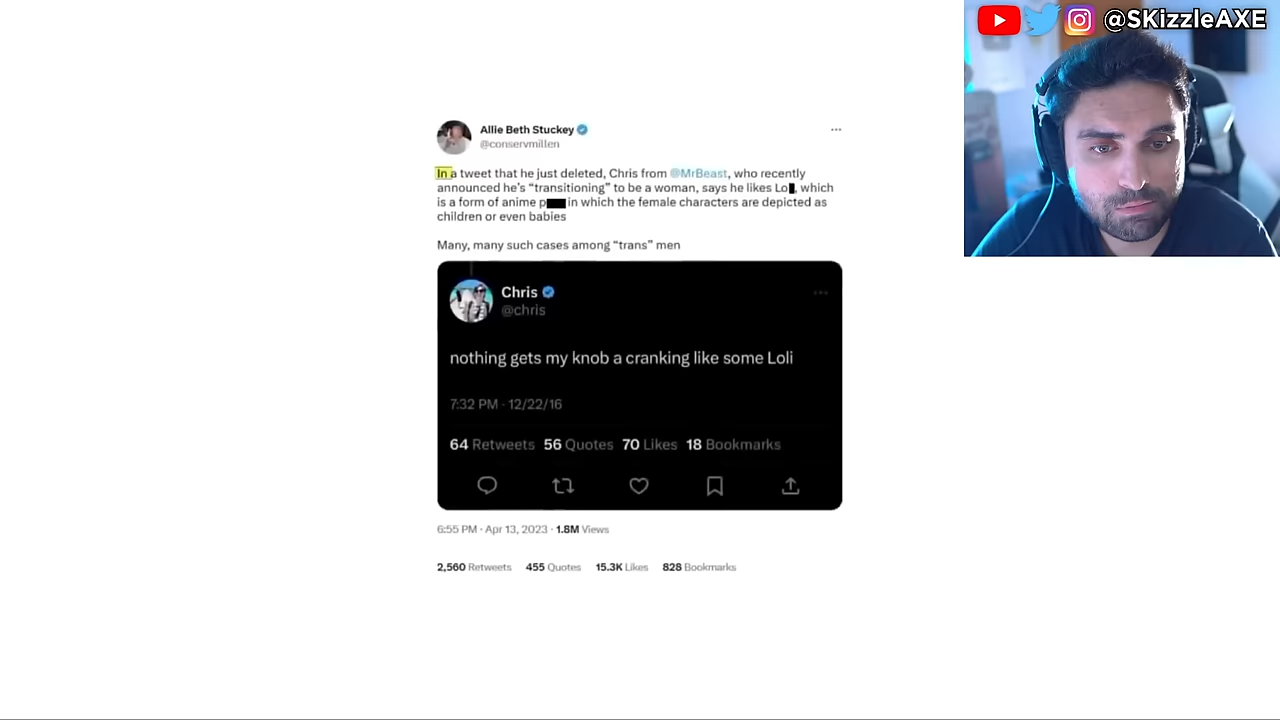 @SKizzleAXE
Allie Beth Stuckey
@conservmillen
In a tweet that he just deleted, Chris from @MrBeast, who recently
announced he's “transitioning” to be a woman, says he likes Lo , which
is a form of anime p in which the female characters are depicted as
children or even babies
Many, many such cases among “trans” men
Chris
@chris
nothing gets my knob a cranking like some Loli
7:32 PM · 12/22/16
64 Retweets 56 Quotes 70 Likes 18 Bookmarks
6:55 PM · Apr 13, 2023 · 1.8M Views
2,560 Retweets 455 Quotes 15.3K Likes 828 Bookmarks